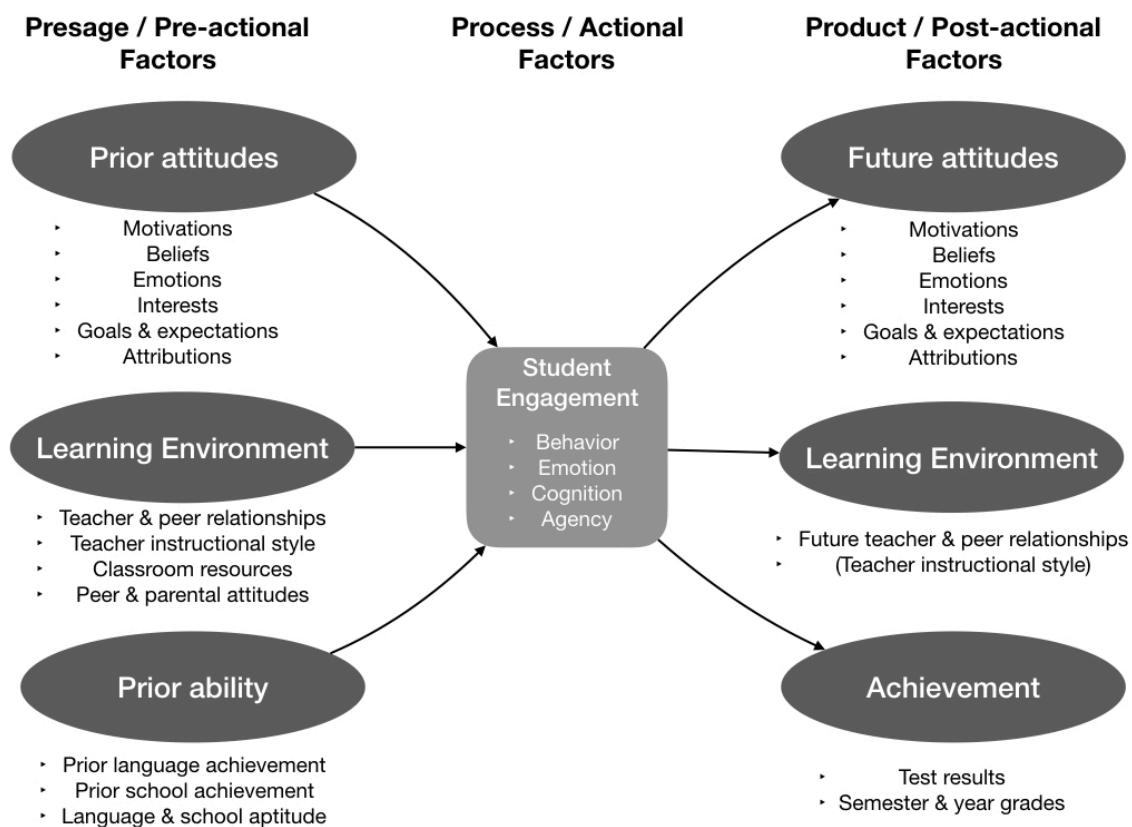 Presage / Pre-actional
Factors
Process / Actional
Factors
Product / Post-actional
Factors
Prior attitudes
Motivations
Beliefs
Emotions
Interests
Goals & expectations
Attributions
Learning Environment
Teacher & peer relationships
Teacher instructional style
Classroom resources
Peer & parental attitudes
Prior ability
Prior language achievement
Prior school achievement
Language & school aptitude
Student
Engagement
Behavior
Emotion
Cognition
Agency
Future attitudes
Motivations
Beliefs
Emotions
Interests
Goals & expectations
Attributions
Learning Environment
Future teacher & peer relationships
(Teacher instructional style)
Achievement
Test results
Semester & year grades